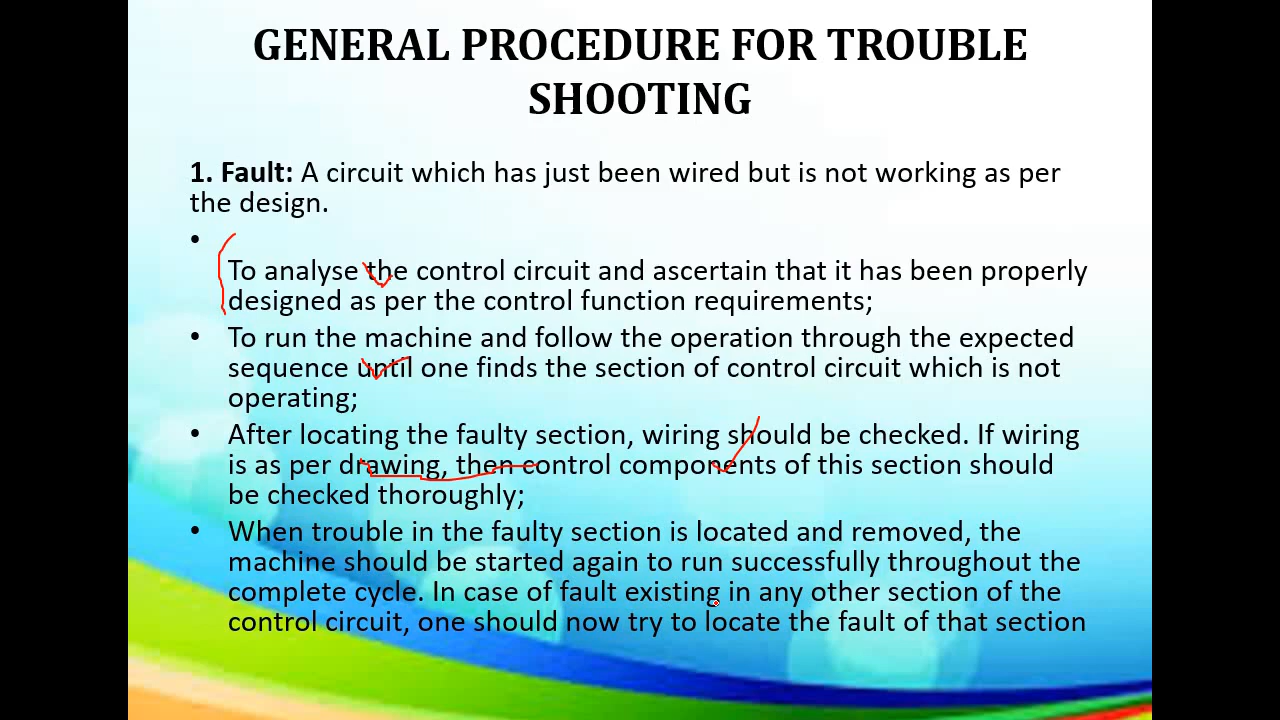 GENERAL PROCEDURE FOR TROUBLE
SHOOTING
1. Fault: A circuit which has just been wired but is not working as per
the design.
•
To analyse the control circuit and ascertain that it has been properly
designed as per the control function requirements;
• To run the machine and follow the operation through the expected
sequence until one finds the section of control circuit which is not
operating;
• After locating the faulty section, wiring should be checked. If wiring
is as per drawing, then control components of this section should
be checked thoroughly;
• When trouble in the faulty section is located and removed, the
machine should be started again to run successfully throughout the
complete cycle. In case of fault existing in any other section of the
control circuit, one should now try to locate the fault of that section